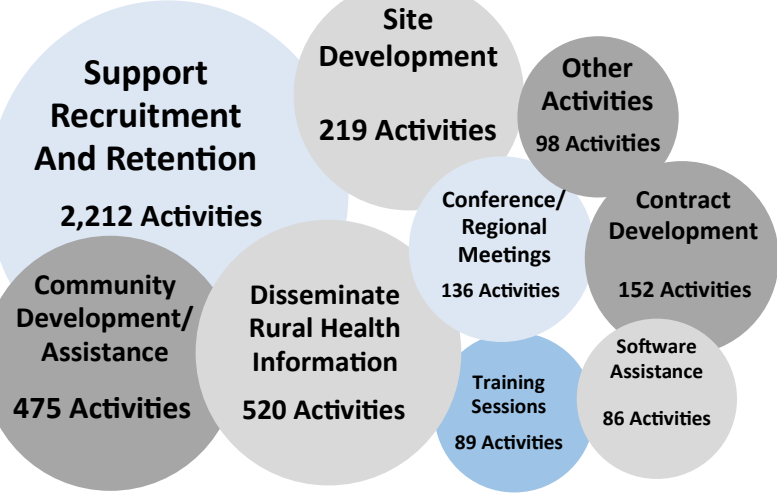 Support
Recruitment
And Retention
2,212 Activities
Site
Development
219 Activities
Other
Activities
98 Activities
Conference/
Regional
Meetings
136 Activities
Contract
Development
152 Activities
Community
Development/
Assistance
475 Activities
Disseminate
Rural Health
Information
520 Activities
Training
Sessions
89 Activities
Software
Assistance
86 Activities